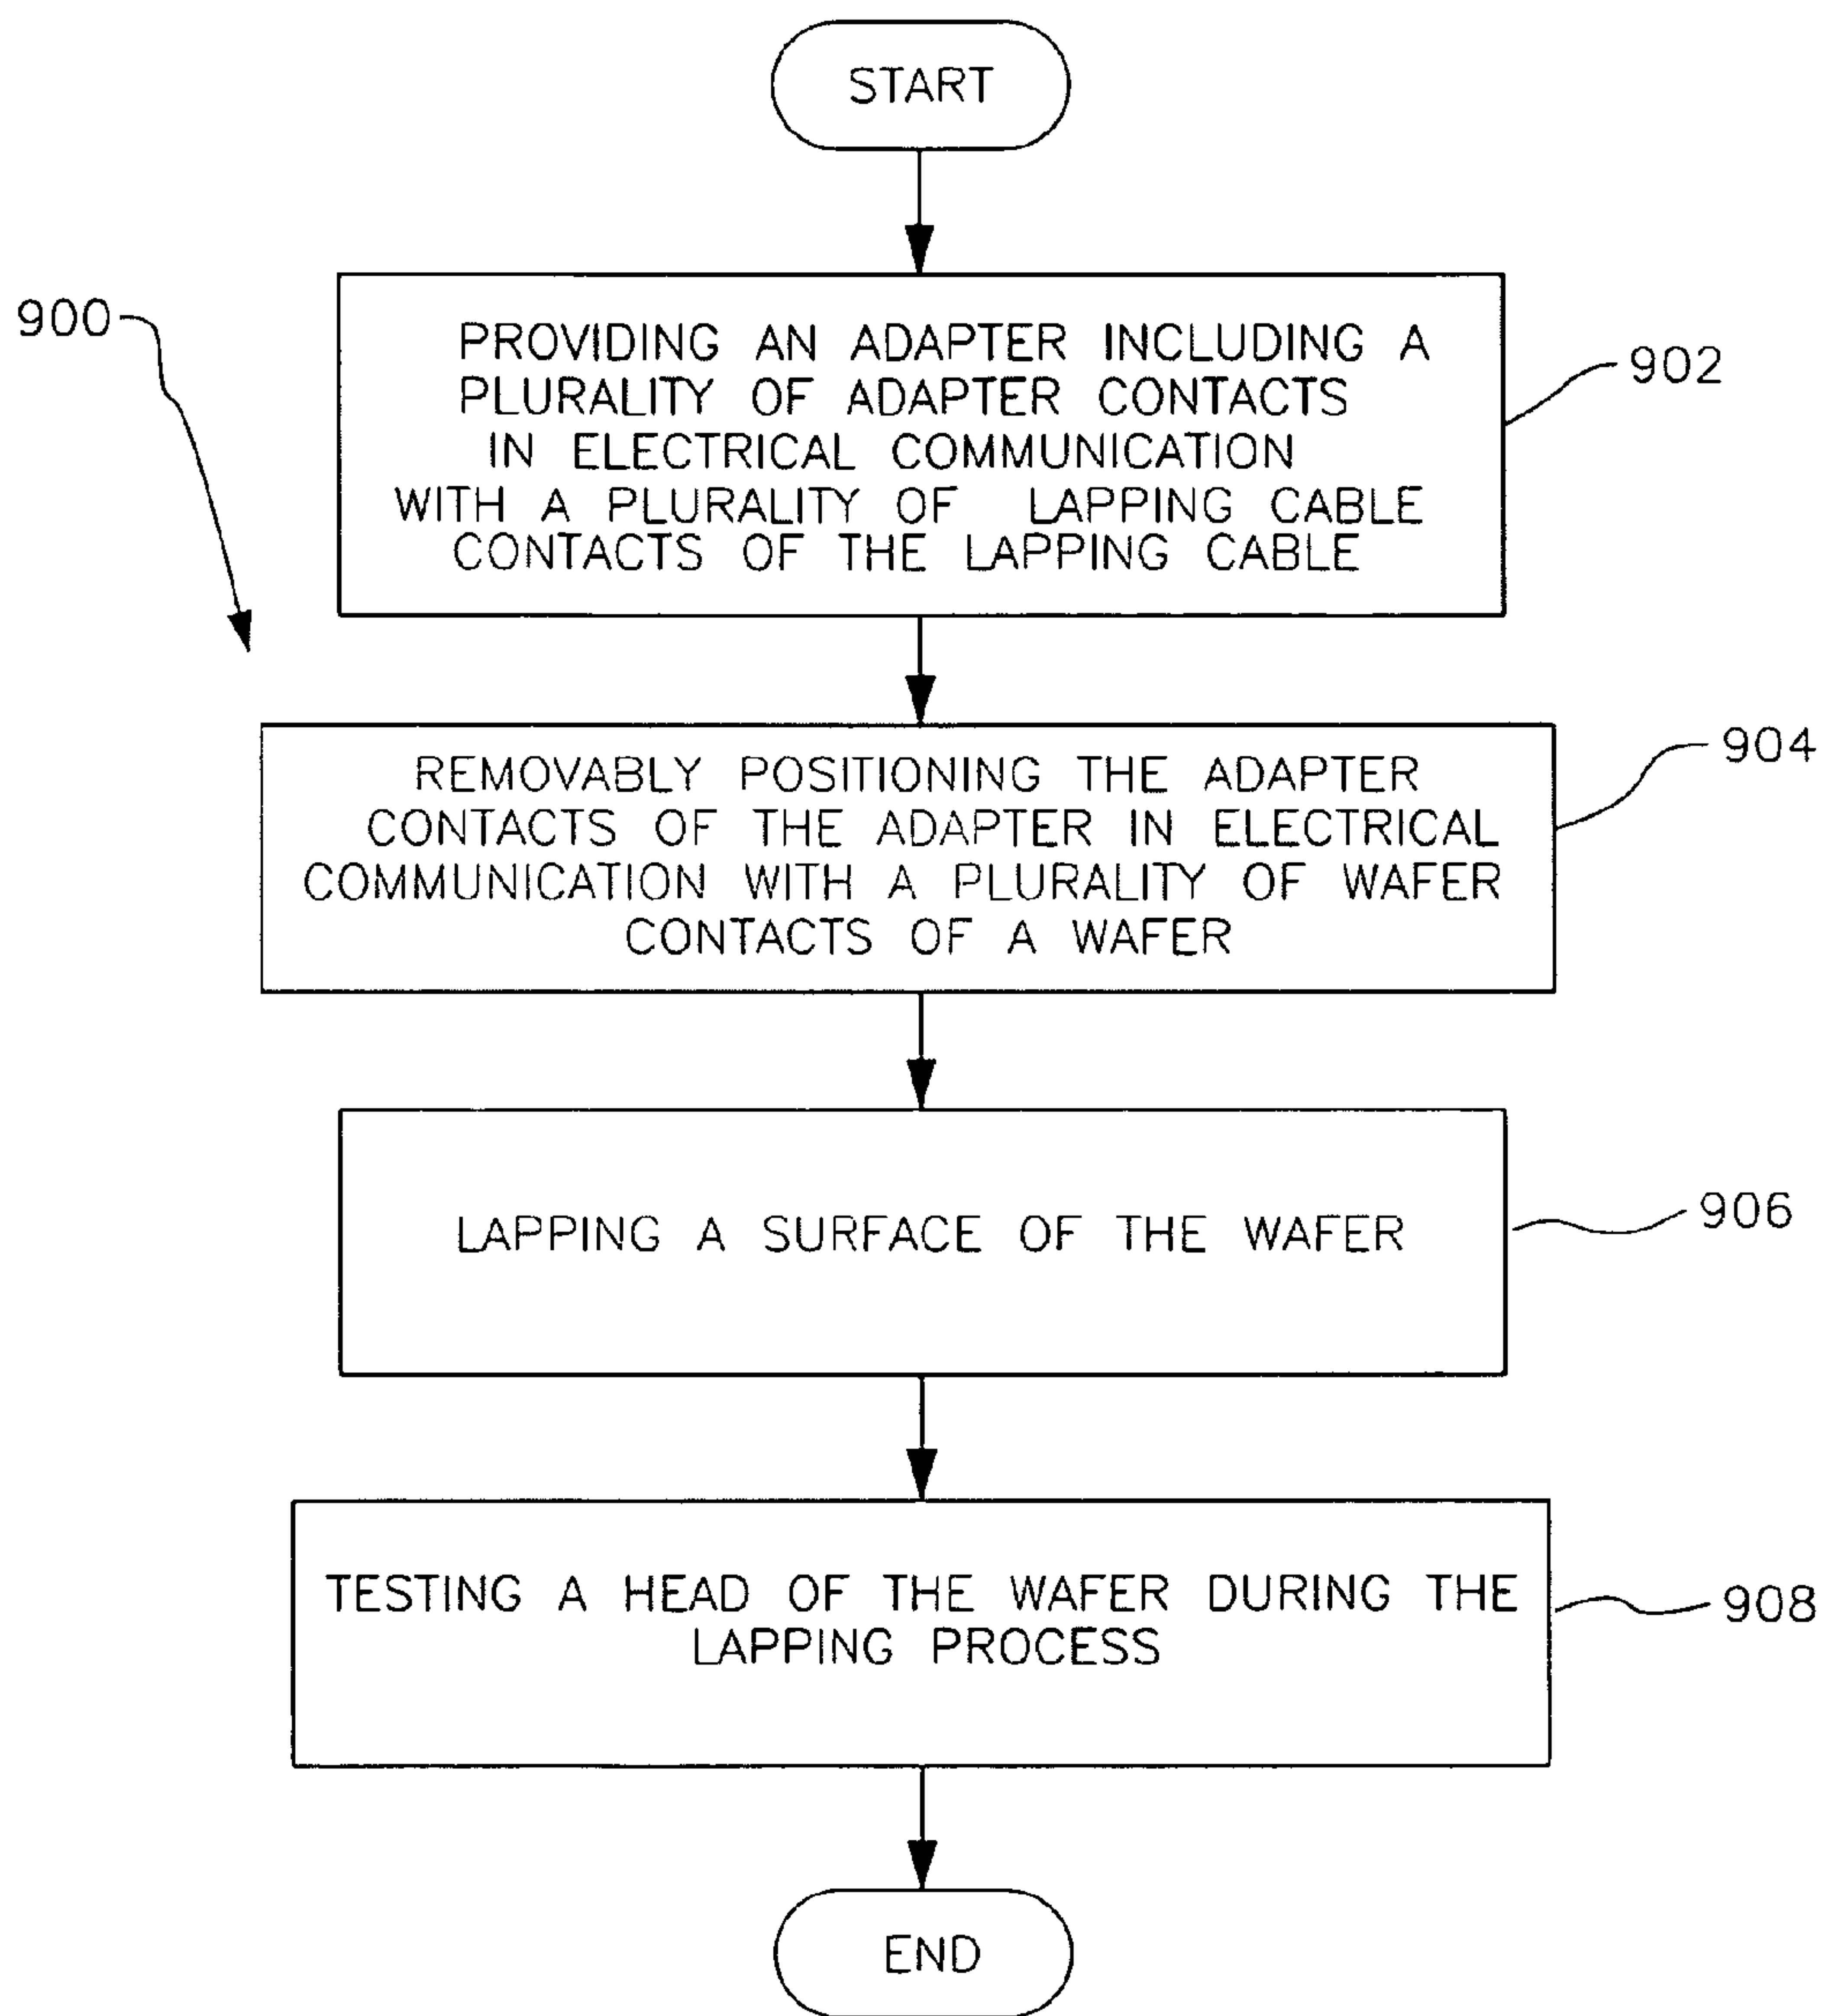 START
900
PROVIDING AN ADAPTER INCLUDING A
PLURALITY OF ADAPTER CONTACTS
IN ELECTRICAL COMMUNICATION
WITH A PLURALITY OF LAPPING CABLE
CONTACTS OF THE LAPPING CABLE
902
REMOVABLY POSITIONING THE ADAPTER
CONTACTS OF THE ADAPTER IN ELECTRICAL
COMMUNICATION WITH A PLURALITY OF WAFER
CONTACTS OF A WAFER
904
LAPPING A SURFACE OF THE WAFER
906
TESTING A HEAD OF THE WAFER DURING THE
LAPPING PROCESS
908
END